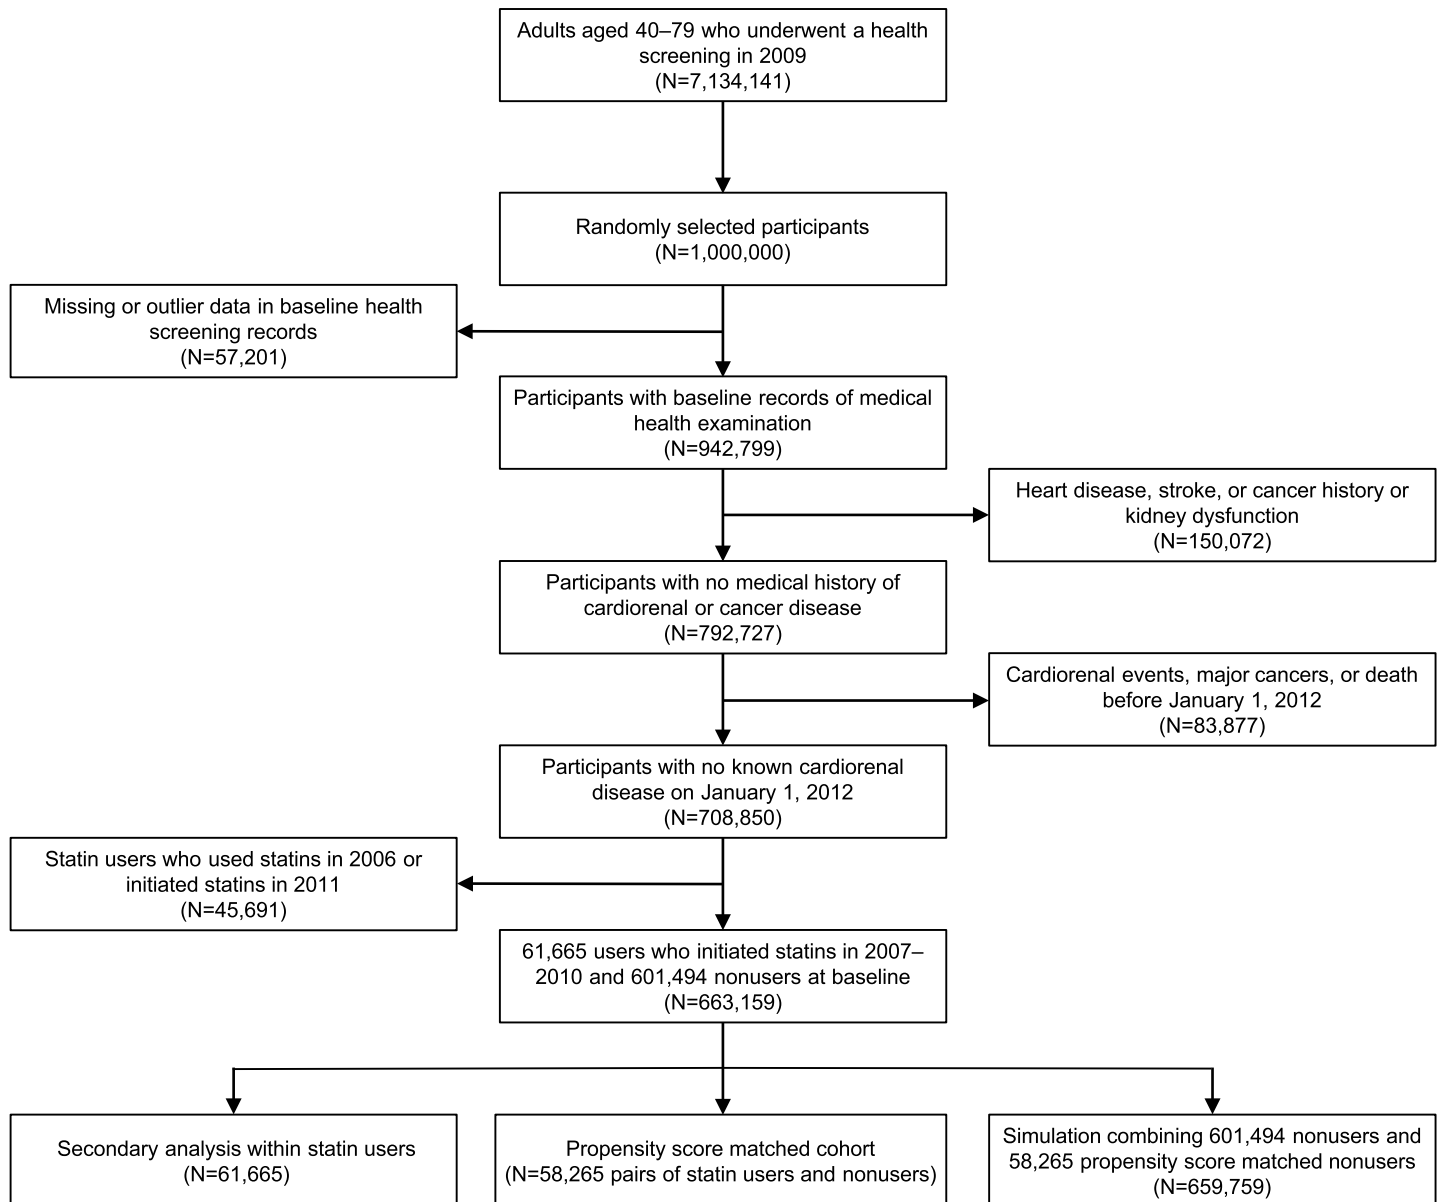 Adults aged 40–79 who underwent a health
screening in 2009
(N=7,134,141)
Randomly selected participants
(N=1,000,000)
Missing or outlier data in baseline health
screening records
(N=57,201)
Participants with baseline records of medical
health examination
(N=942,799)
Heart disease, stroke, or cancer history or
kidney dysfunction
(N=150,072)
Participants with no medical history of
cardiorenal or cancer disease
(N=792,727)
Cardiorenal events, major cancers, or death
before January 1, 2012
(N=83,877)
Participants with no known cardiorenal
disease on January 1, 2012
(N=708,850)
Statin users who used statins in 2006 or
initiated statins in 2011
(N=45,691)
61,665 users who initiated statins in 2007–
2010 and 601,494 nonusers at baseline
(N=663,159)
Secondary analysis within statin users
(N=61,665)
Propensity score matched cohort
(N=58,265 pairs of statin users and nonusers)
Simulation combining 601,494 nonusers and
58,265 propensity score matched nonusers
(N=659,759)